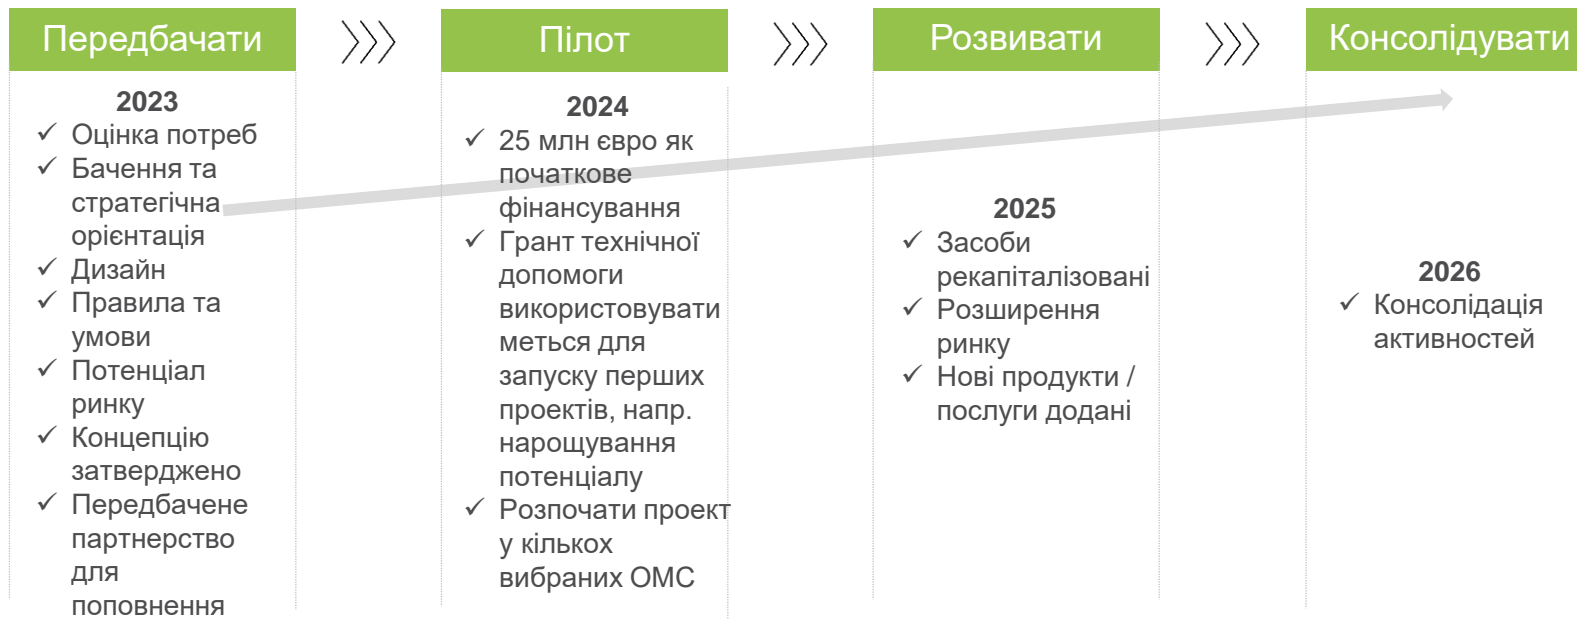 Передбачати
2023
✓ Оцінка потреб
✓ Бачення та
стратегічна
орієнтація
✓ Дизайн
✓ Правила та
умови
✓ Потенціал
ринку
✓ Концепцію
затверджено
✓ Передбачене
партнерство
для
поповнення
Пілот
2024
✓ 25 млн євро як
початкове
фінансування
✓ Грант технічної
допомоги
використовувати
меться для
запуску перших
проектів, напр.
нарощування
потенціалу
✓ Розпочати проект
у кількох
вибраних ОМС
Розвивати
2025
✓ Засоби
рекапіталізовані
✓ Розширення
ринку
✓ Нові продукти /
послуги додані
Консолідувати
2026
✓ Консолідація
активностей